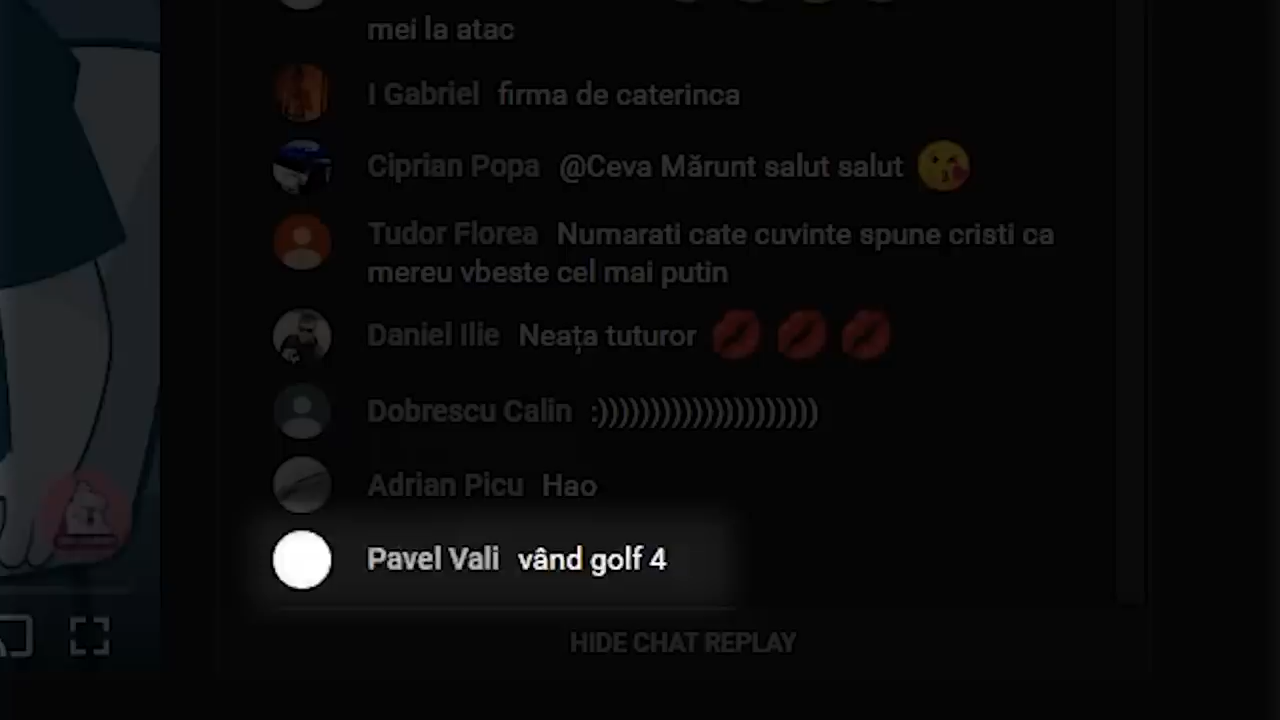 mei la atac
I Gabriel firma de caterinca
Ciprian Popa @Ceva Mărunt salut salut 😘
Tudor Florea Numarati cate cuvinte spune cristi ca
mereu vbeste cel mai putin
Daniel Ilie Neața tuturor 💋 💋 💋
Dobrescu Calin :))))))))))))))))))))))
Adrian Picu Hao
Pavel Vali vând golf 4
HIDE CHAT REPLAY